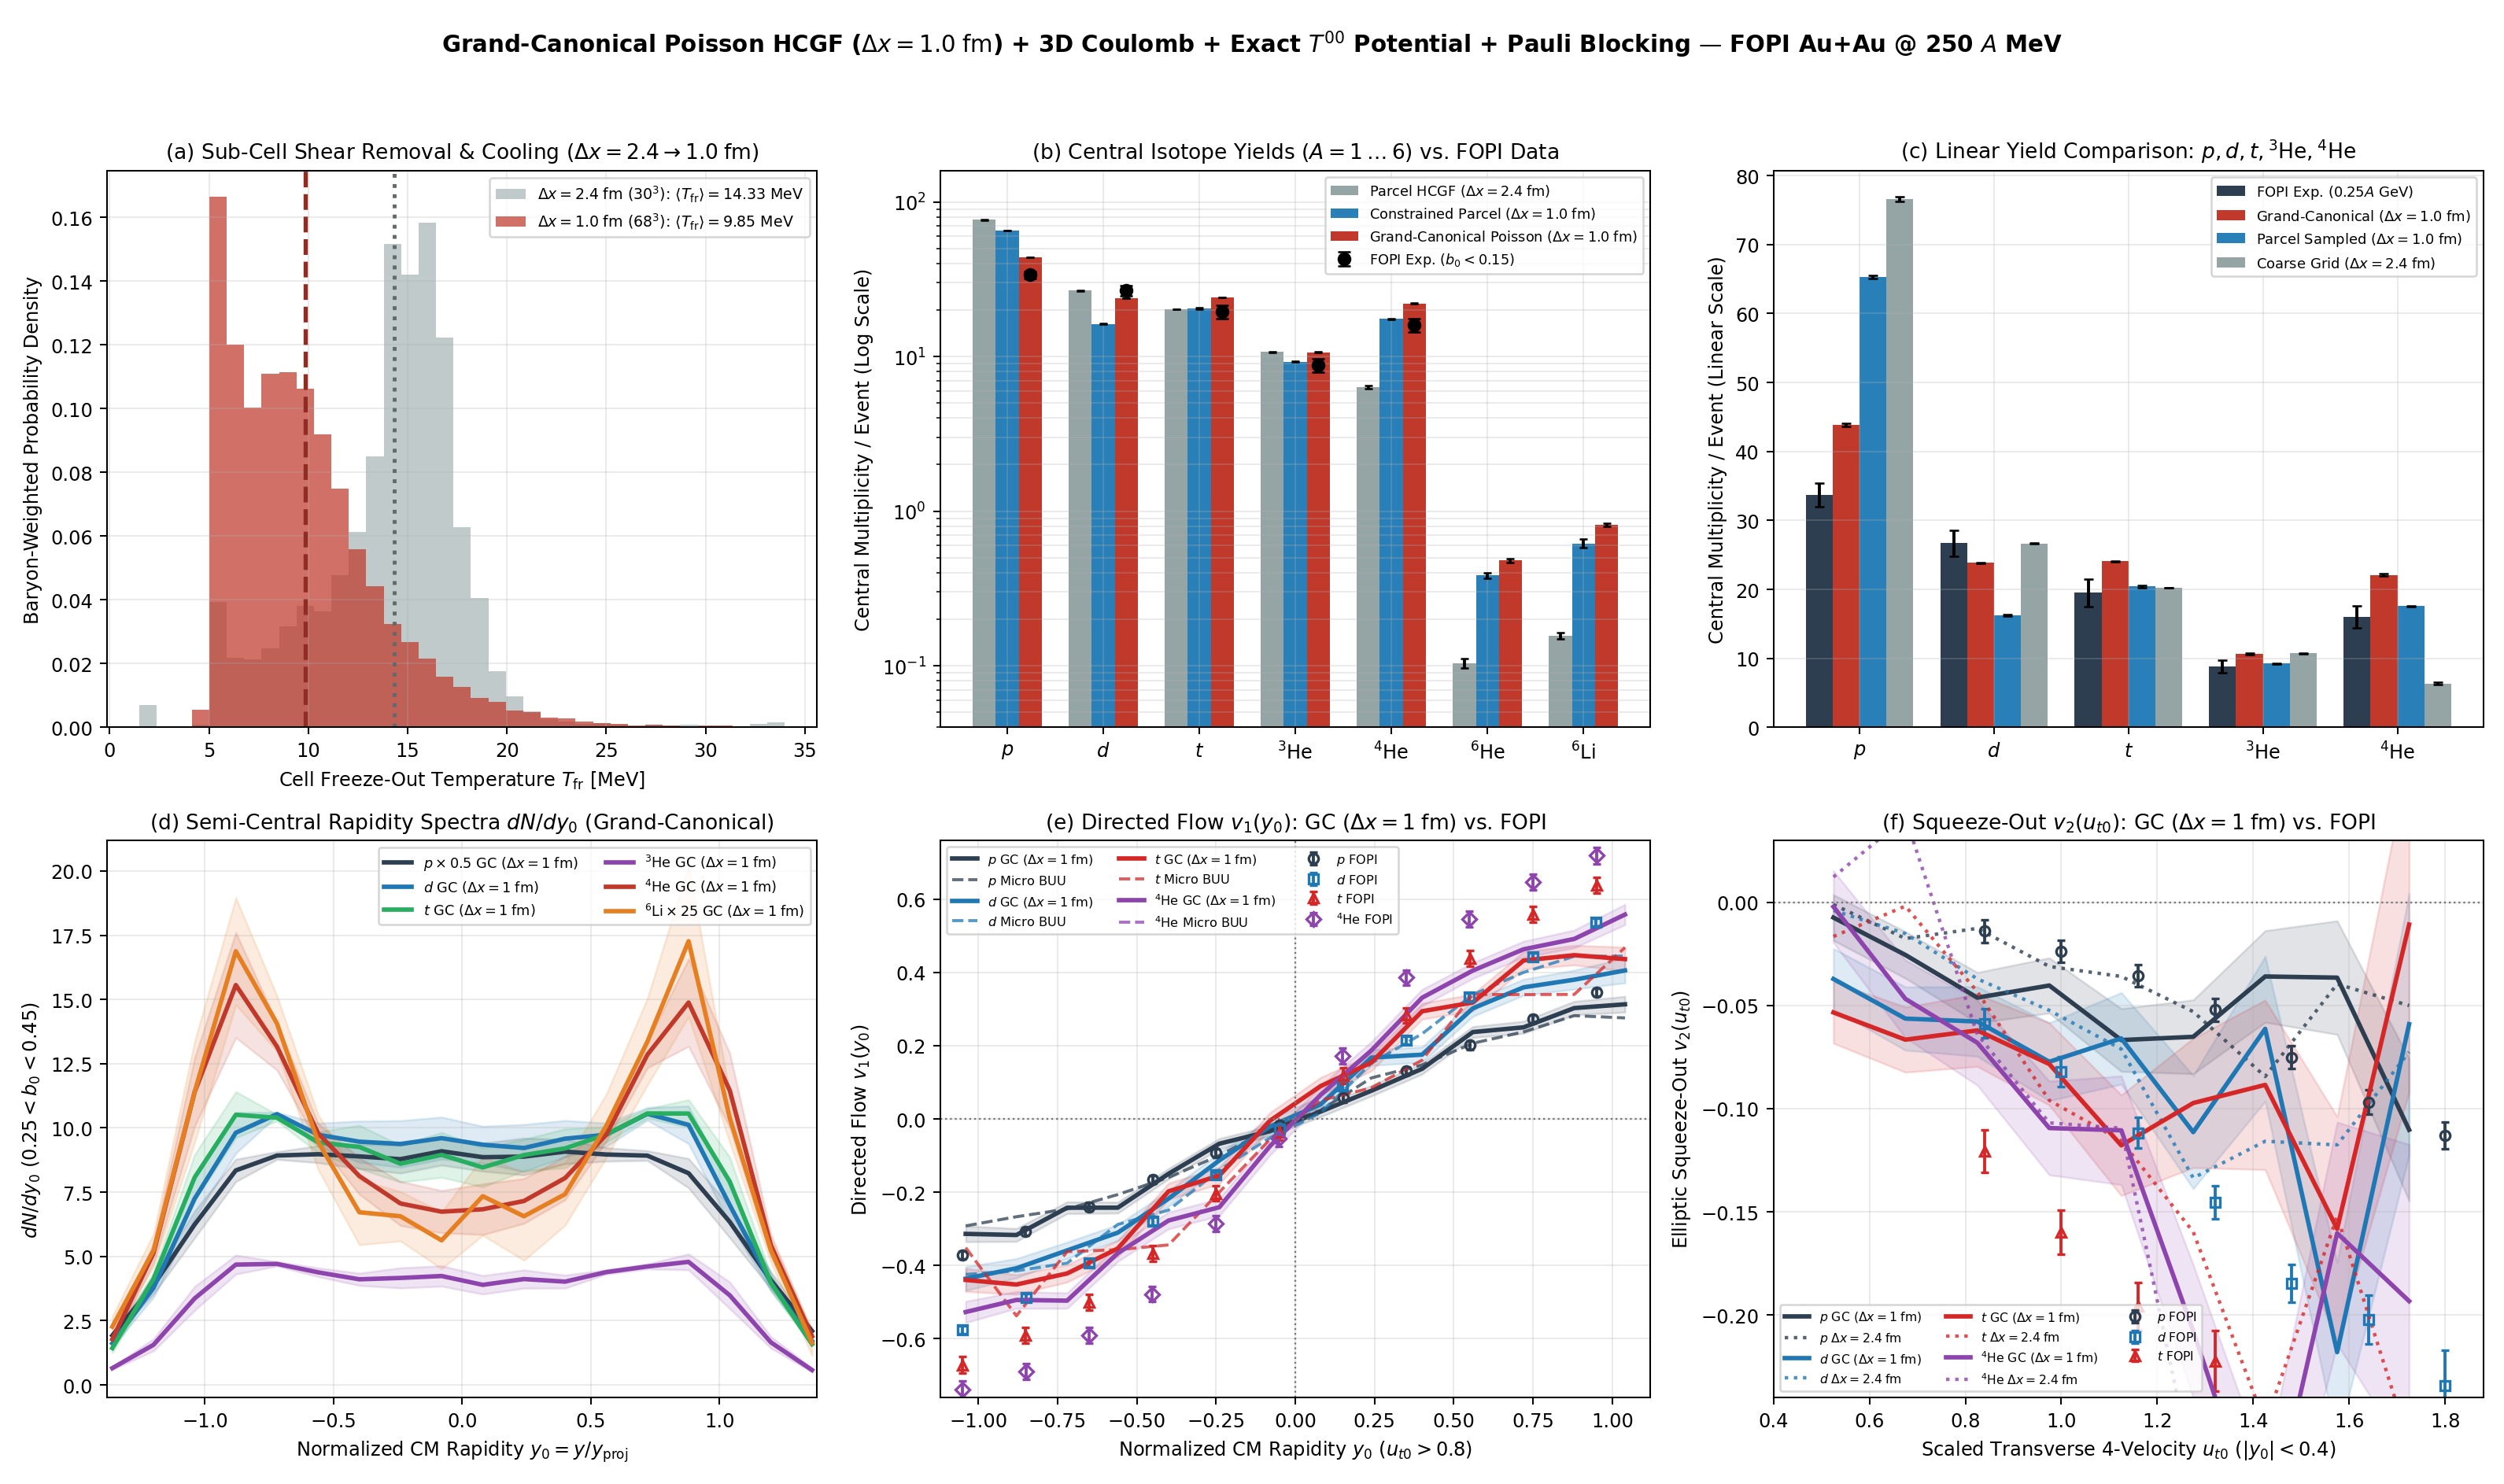 Grand-Canonical Poisson HCGF (Δx = 1.0 fm) + 3D Coulomb + Exact T⁰⁰ Potential + Pauli Blocking — FOPI Au+Au @ 250 A MeV
(a) Sub-Cell Shear Removal & Cooling (Δx = 2.4 → 1.0 fm)
Δx = 2.4 fm (30³): ⟨T_fr⟩ = 14.33 MeV
Δx = 1.0 fm (68³): ⟨T_fr⟩ = 9.85 MeV
Baryon-Weighted Probability Density
0.16
0.14
0.12
0.10
0.08
0.06
0.04
0.02
0.00
0 5 10 15 20 25 30 35
Cell Freeze-Out Temperature T_fr [MeV]
(b) Central Isotope Yields (A = 1 … 6) vs. FOPI Data
Parcel HCGF (Δx = 2.4 fm)
Constrained Parcel (Δx = 1.0 fm)
Grand-Canonical Poisson (Δx = 1.0 fm)
FOPI Exp. (b₀ < 0.15)
Central Multiplicity / Event (Log Scale)
10²
10¹
10⁰
10⁻¹
p d t ³He ⁴He ⁶He ⁶Li
(c) Linear Yield Comparison: p, d, t, ³He, ⁴He
FOPI Exp. (0.25A GeV)
Grand-Canonical (Δx = 1.0 fm)
Parcel Sampled (Δx = 1.0 fm)
Coarse Grid (Δx = 2.4 fm)
Central Multiplicity / Event (Linear Scale)
80
70
60
50
40
30
20
10
0
p d t ³He ⁴He
(d) Semi-Central Rapidity Spectra dN/dy₀ (Grand-Canonical)
p × 0.5 GC (Δx = 1 fm)
d GC (Δx = 1 fm)
t GC (Δx = 1 fm)
³He GC (Δx = 1 fm)
⁴He GC (Δx = 1 fm)
⁶Li × 25 GC (Δx = 1 fm)
dN/dy₀ (0.25 < b₀ < 0.45)
20.0
17.5
15.0
12.5
10.0
7.5
5.0
2.5
0.0
−1.0 −0.5 0.0 0.5 1.0
Normalized CM Rapidity y₀ = y/y_proj
(e) Directed Flow v₁(y₀): GC (Δx = 1 fm) vs. FOPI
p GC (Δx = 1 fm)
p Micro BUU
d GC (Δx = 1 fm)
d Micro BUU
t GC (Δx = 1 fm)
t Micro BUU
⁴He GC (Δx = 1 fm)
⁴He Micro BUU
p FOPI
d FOPI
t FOPI
⁴He FOPI
Directed Flow v₁(y₀)
0.6
0.4
0.2
0.0
−0.2
−0.4
−0.6
−1.00 −0.75 −0.50 −0.25 0.00 0.25 0.50 0.75 1.00
Normalized CM Rapidity y₀ (u_t0 > 0.8)
(f) Squeeze-Out v₂(u_t0): GC (Δx = 1 fm) vs. FOPI
Elliptic Squeeze-Out v₂(u_t0)
0.00
−0.05
−0.10
−0.15
−0.20
p GC (Δx = 1 fm)
p Δx = 2.4 fm
d GC (Δx = 1 fm)
d Δx = 2.4 fm
t GC (Δx = 1 fm)
t Δx = 2.4 fm
⁴He GC (Δx = 1 fm)
⁴He Δx = 2.4 fm
p FOPI
d FOPI
t FOPI
0.4 0.6 0.8 1.0 1.2 1.4 1.6 1.8
Scaled Transverse 4-Velocity u_t0 (|y₀| < 0.4)